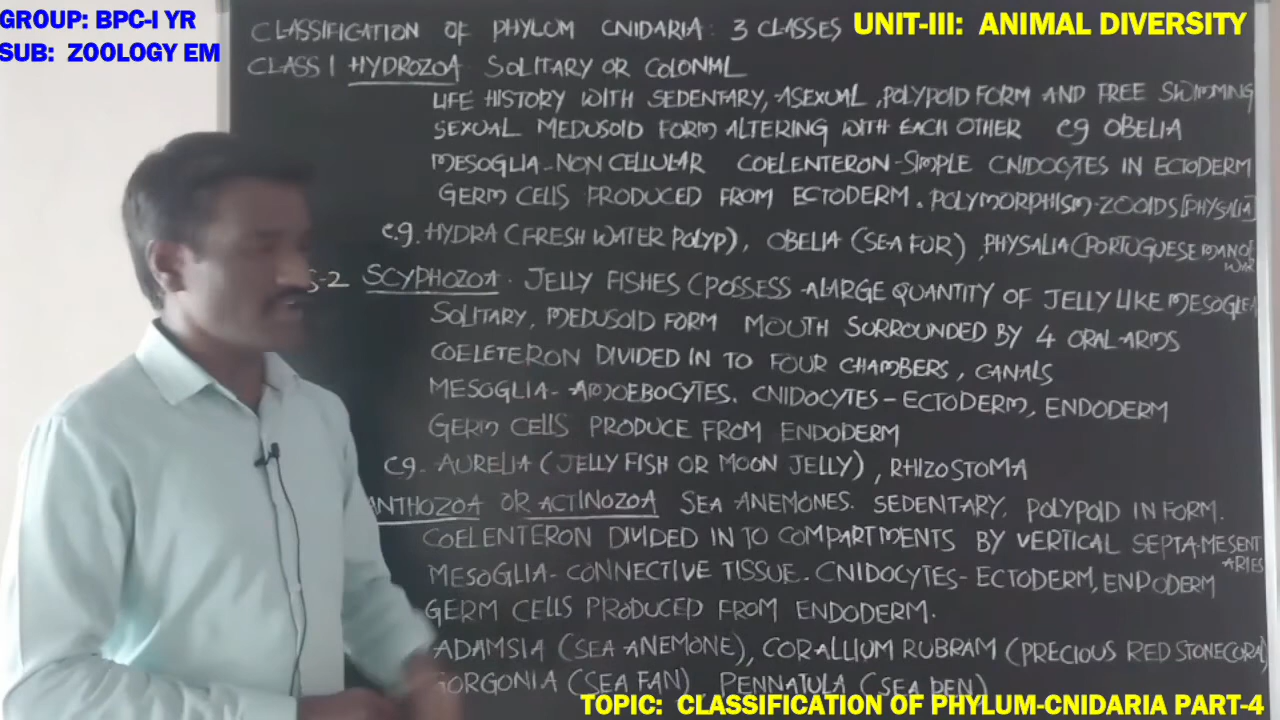 GROUP: BPC-I YR
SUB: ZOOLOGY EM
UNIT-III: ANIMAL DIVERSITY
CLASSIFICATION OF PHYLUM CNIDARIA: 3 CLASSES
CLASS 1 HYDROZOA SOLITARY OR COLONIAL
LIFE HISTORY WITH SEDENTARY, ASEXUAL, POLYPOID FORM AND FREE SWIMMING
SEXUAL MEDUSOID FORM ALTERING WITH EACH OTHER eg OBELIA
MESOGLIA-NON CELLULAR COELENTERON-SIMPLE CNIDOCYTES IN ECTODERM
GERM CELLS PRODUCED FROM ECTODERM. POLYMORPHISM-ZOOIDS [PHYSALIA]
e.g. HYDRA (FRESH WATER POLYP), OBELIA (SEA FUR) PHYSALIA (PORTUGUESE MAN OF
WAR
S-2 SCYPHOZOA. JELLY FISHES (POSSESS A LARGE QUANTITY OF JELLY LIKE MESOGLEA
SOLITARY, MEDUSOID FORM MOUTH SURROUNDED BY 4 ORAL ARMS
COELETERON DIVIDED IN TO FOUR CHAMBERS, CANALS
MESOGLIA-AMOEBOCYTES. CNIDOCYTES-ECTODERM, ENDODERM
GERM CELLS PRODUCE FROM ENDODERM
eg. AURELIA (JELLY FISH OR MOON JELLY), RHIZOSTOMA
ANTHOZOA OR ACTINOZOA SEA ANEMONES. SEDENTARY, POLYPOID IN FORM.
COELENTERON DIVIDED IN TO COMPARTMENTS BY VERTICAL SEPTA-MESENT
ARIES
MESOGLIA-CONNECTIVE TISSUE. CNIDOCYTES-ECTODERM, ENDODERM
GERM CELLS PRODUCED FROM ENDODERM.
ADAMSIA (SEA ANEMONE), CORALLIUM RUBRAM (PRECIOUS RED STONE CORAL)
GORGONIA (SEA FAN), PENNATULA (SEA PEN)
TOPIC: CLASSIFICATION OF PHYLUM-CNIDARIA PART-4